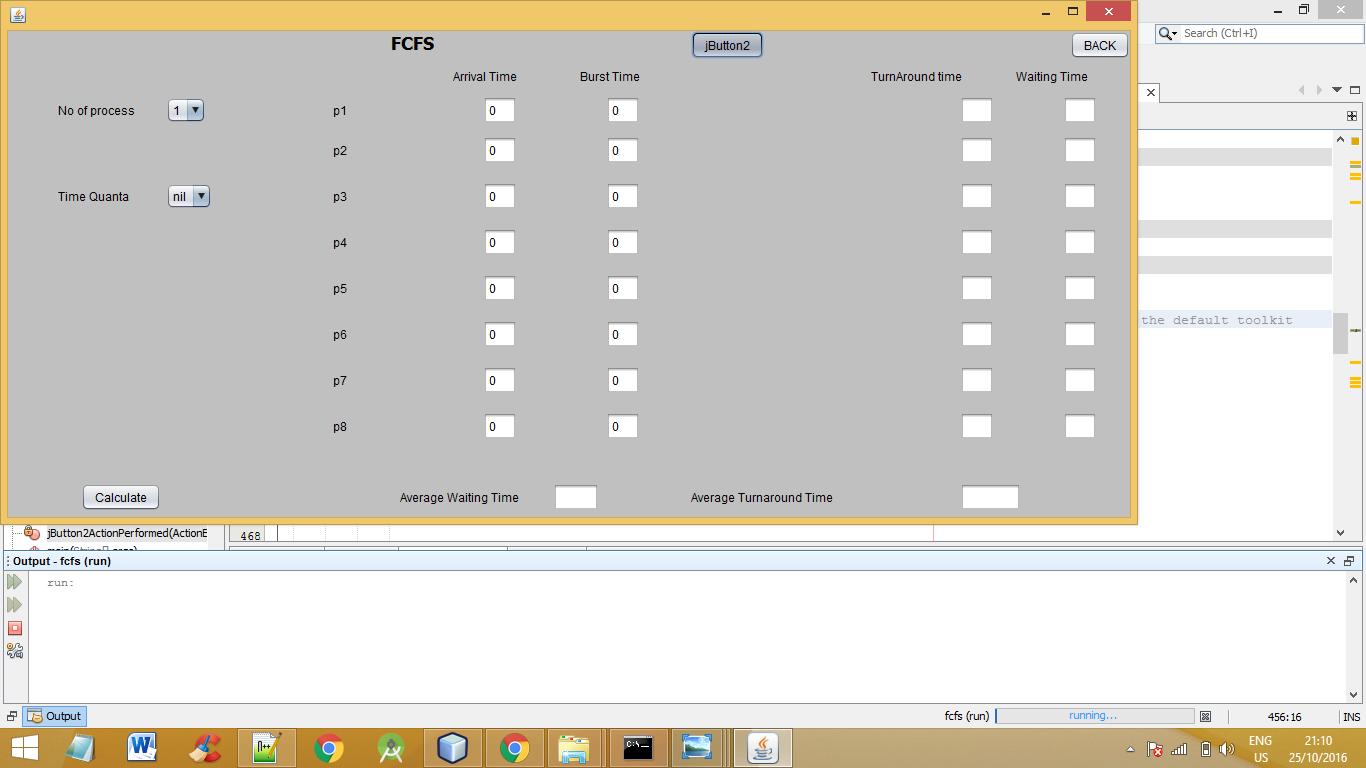 Search (Ctrl+I)
FCFS
jButton2
BACK
Arrival Time
Burst Time
TurnAround time
Waiting Time
No of process
1
p1
0
0
p2
0
0
Time Quanta
nil
p3
0
0
p4
0
0
p5
0
0
p6
0
0
the default toolkit
p7
0
0
p8
0
0
Calculate
Average Waiting Time
Average Turnaround Time
jButton2ActionPerformed(ActionE
468
Output - fcfs (run)
run:
Output
fcfs (run)
running...
456:16
INS
ENG
US
21:10
25/10/2016